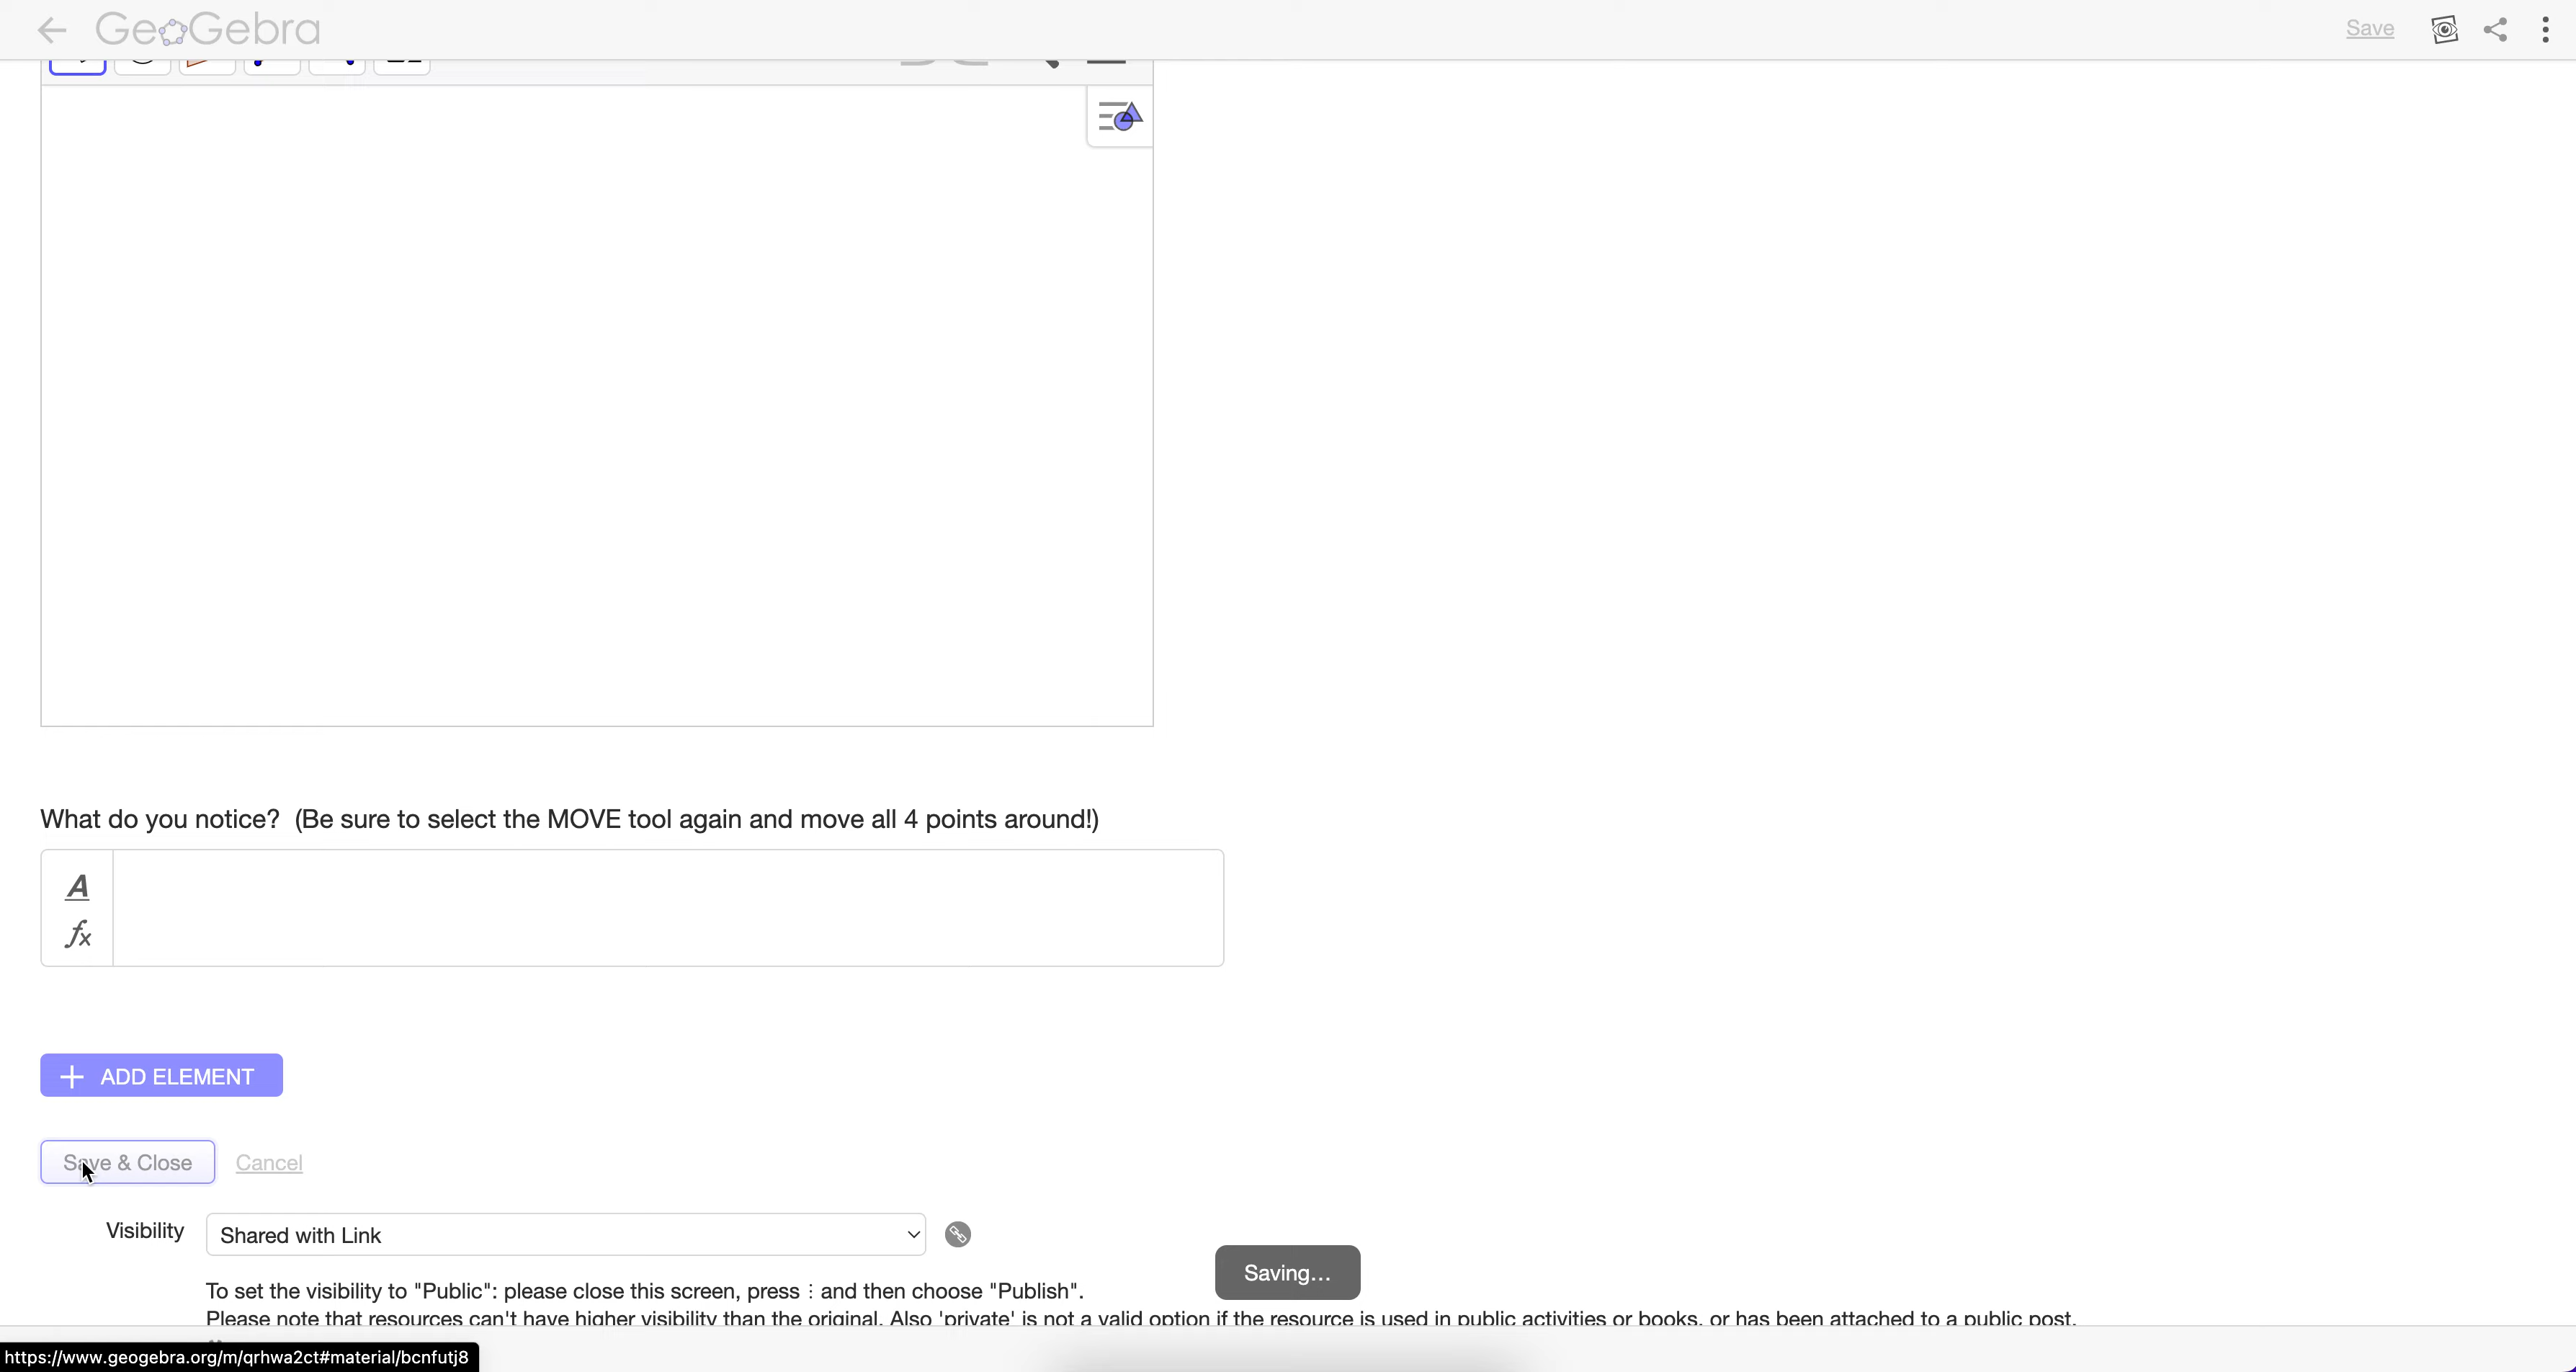 GeoGebra
Save
What do you notice? (Be sure to select the MOVE tool again and move all 4 points around!)
A
fx
ADD ELEMENT
Save & Close Cancel
Visibility Shared with Link
Saving...
To set the visibility to "Public": please close this screen, press ⋮ and then choose "Publish".
Please note that resources can't have higher visibility than the original. Also 'private' is not a valid option if the resource is used in public activities or books, or has been attached to a public post.
https://www.geogebra.org/m/qrhwa2ct#material/bcnfutj8